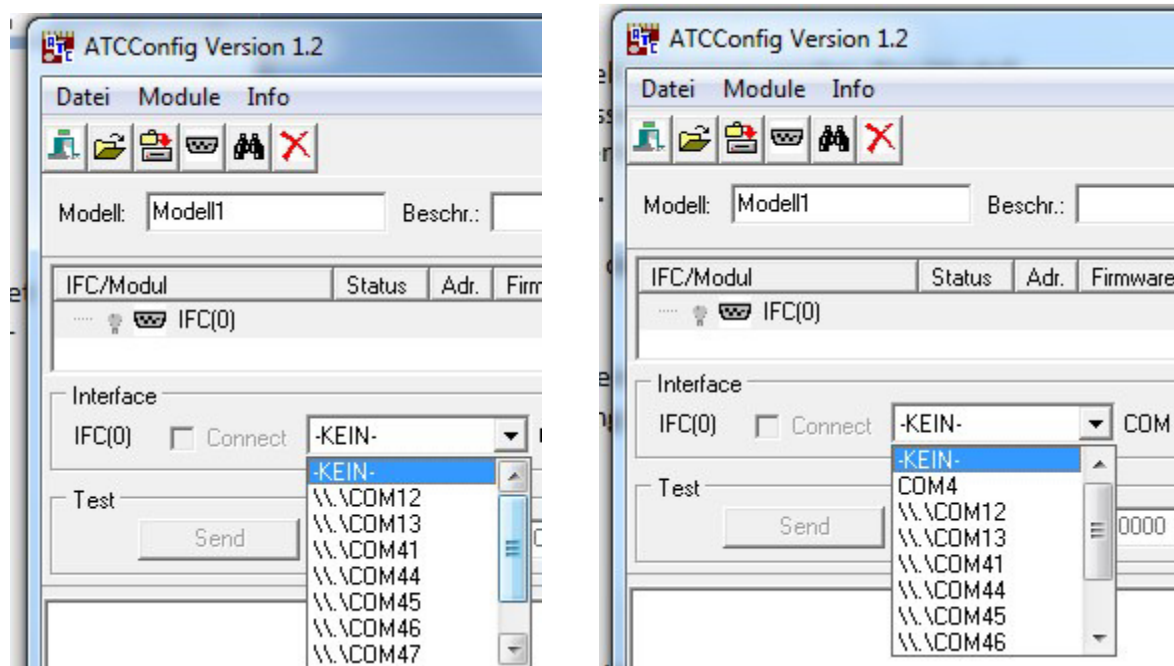 ATCConfig Version 1.2
Datei Module Info
Modell: Modell1 Beschr.:
IFC/Modul Status Adr. Firm
IFC(0)
Interface
IFC(0) Connect -KEIN-
-KEIN-
\\.\COM12
\\.\COM13
\\.\COM41
\\.\COM44
\\.\COM45
\\.\COM46
\\.\COM47
Test
Send
ATCConfig Version 1.2
Datei Module Info
Modell: Modell1 Beschr.:
IFC/Modul Status Adr. Firmware
IFC(0)
Interface
IFC(0) Connect -KEIN- COM
-KEIN-
COM4
\\.\COM12
\\.\COM13
\\.\COM41
\\.\COM44
\\.\COM45
\\.\COM46
Test
Send 0000